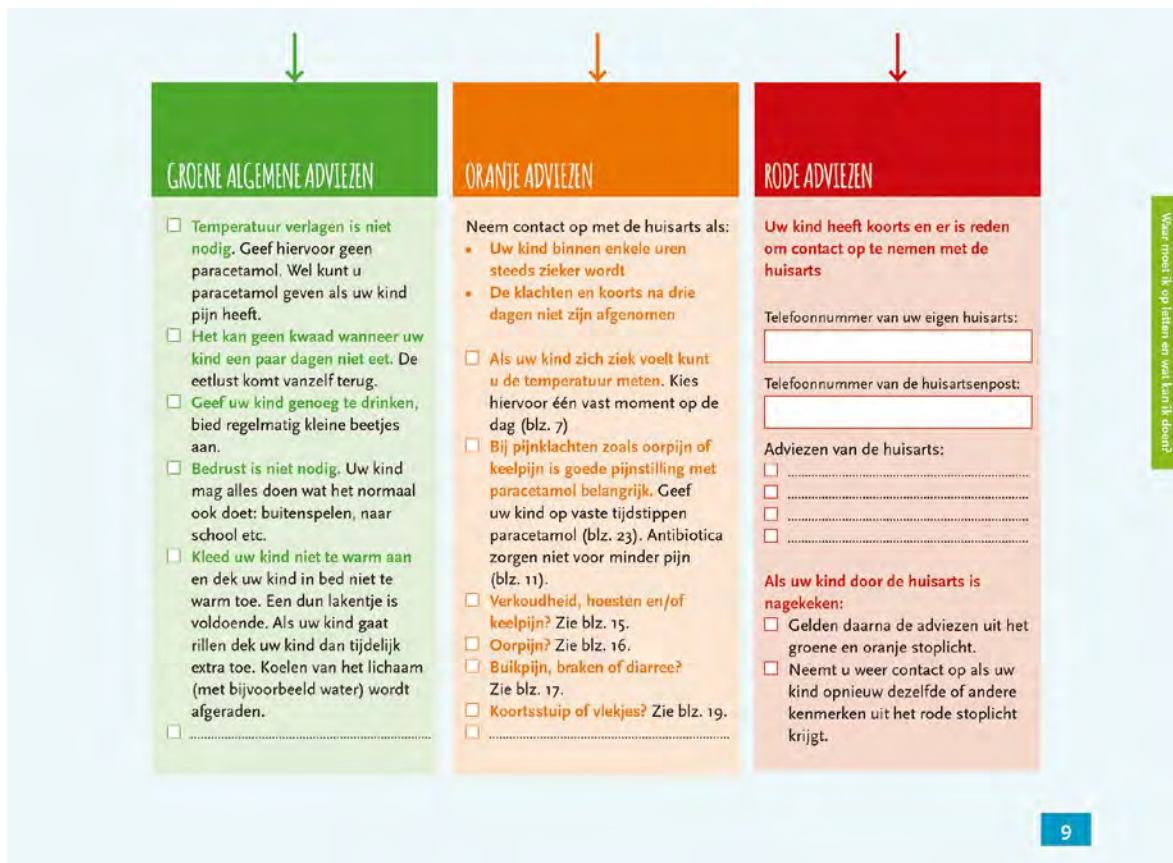 GROENE ALGEMENE ADVIEZEN
☐ Temperatuur verlagen is niet
nodig. Geef hiervoor geen
paracetamol. Wel kunt u
paracetamol geven als uw kind
pijn heeft.
☐ Het kan geen kwaad wanneer uw
kind een paar dagen niet eet. De
eetlust komt vanzelf terug.
☐ Geef uw kind genoeg te drinken,
bied regelmatig kleine beetjes
aan.
☐ Bedrust is niet nodig. Uw kind
mag alles doen wat het normaal
ook doet: buitenspelen, naar
school etc.
☐ Kleed uw kind niet te warm aan
en dek uw kind in bed niet te
warm toe. Een dun lakentje is
voldoende. Als uw kind gaat
rillen dek uw kind dan tijdelijk
extra toe. Koelen van het lichaam
(met bijvoorbeeld water) wordt
afgeraden.
ORANJE ADVIEZEN
Neem contact op met de huisarts als:
• Uw kind binnen enkele uren
steeds zieker wordt
• De klachten en koorts na drie
dagen niet zijn afgenomen
☐ Als uw kind zich ziek voelt kunt
u de temperatuur meten. Kies
hiervoor één vast moment op de
dag (blz. 7)
☐ Bij pijnklachten zoals oorpijn of
keelpijn is goede pijnstilling met
paracetamol belangrijk. Geef
uw kind op vaste tijdstippen
paracetamol (blz. 23). Antibiotica
zorgen niet voor minder pijn
(blz. 11).
☐ Verkoudheid, hoesten en/of
keelpijn? Zie blz. 15.
☐ Oorpijn? Zie blz. 16.
☐ Buikpijn, braken of diarree?
Zie blz. 17.
☐ Koortsstuip of vlekjes? Zie blz. 19.
RODE ADVIEZEN
Uw kind heeft koorts en er is reden
om contact op te nemen met de
huisarts
Telefoonnummer van uw eigen huisarts:
Telefoonnummer van de huisartsenpost:
Adviezen van de huisarts:
Als uw kind door de huisarts is
nagekeken:
☐ Gelden daarna de adviezen uit het
groene en oranje stoplicht.
☐ Neemt u weer contact op als uw
kind opnieuw dezelfde of andere
kenmerken uit het rode stoplicht
krijgt.
Waar moet ik op letten en wat kan ik doen?
9